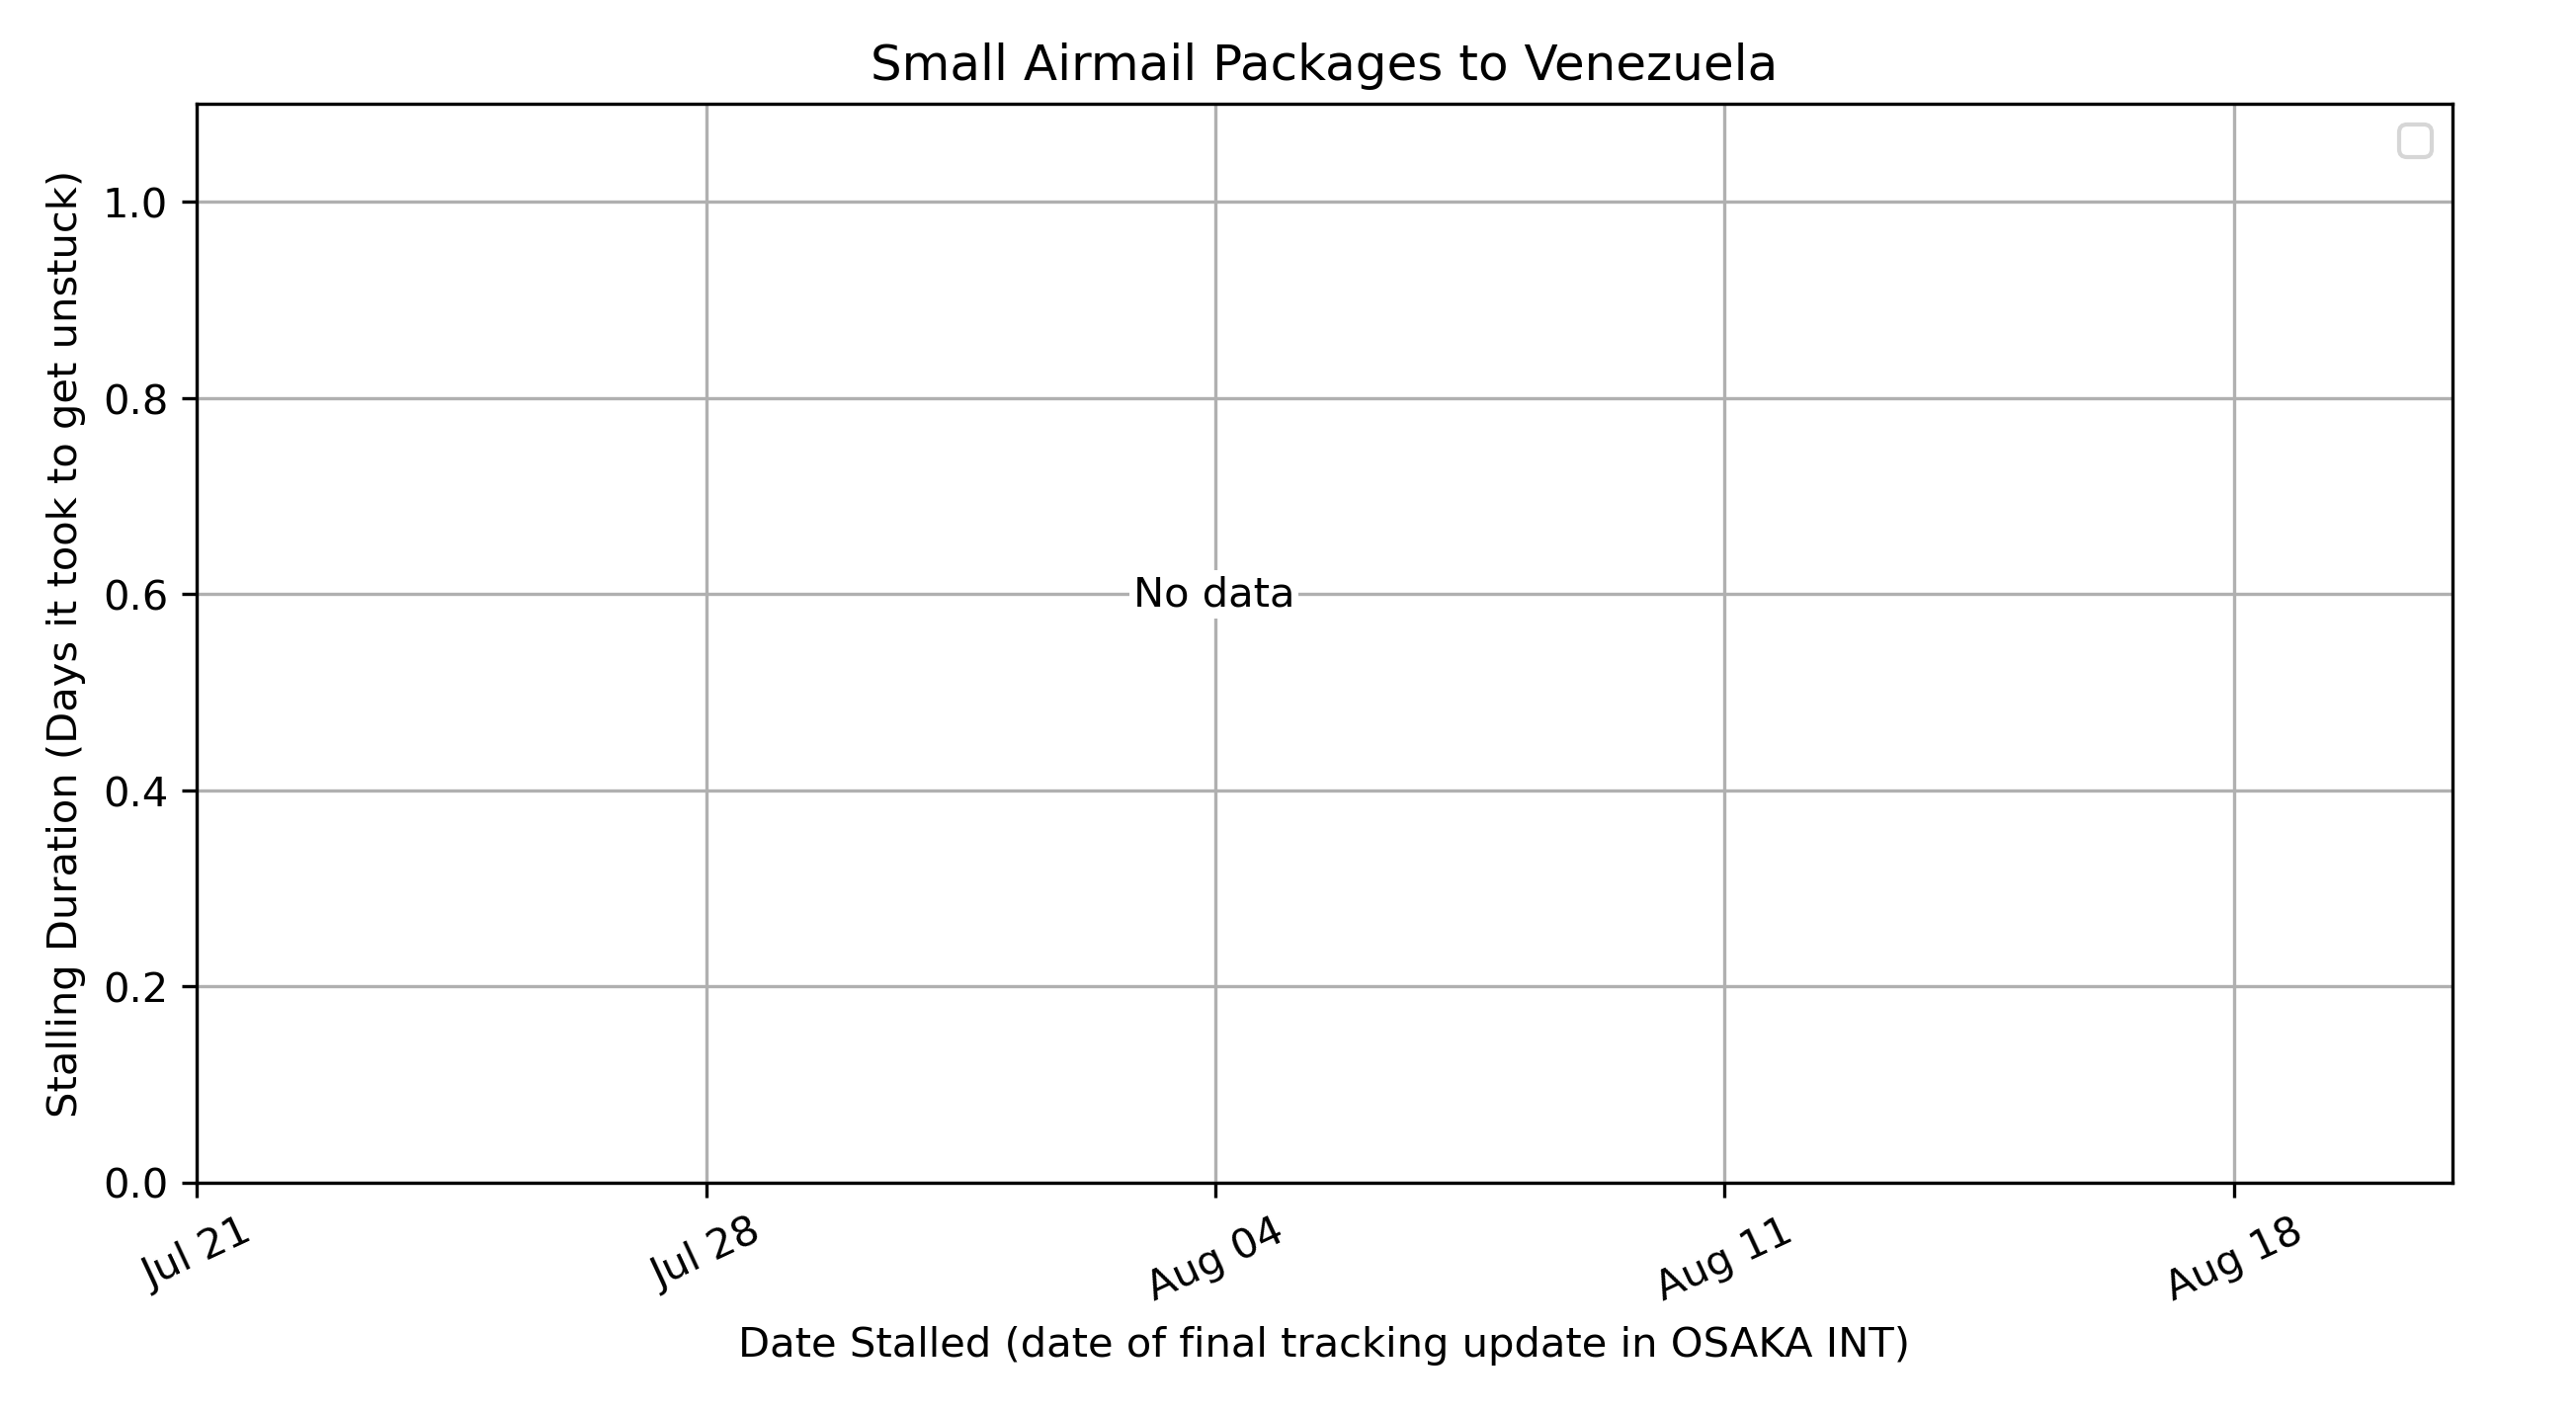 Small Airmail Packages to Venezuela
Stalling Duration (Days it took to get unstuck)
1.0
0.8
0.6
0.4
0.2
0.0
No data
Jul 21
Jul 28
Aug 04
Aug 11
Aug 18
Date Stalled (date of final tracking update in OSAKA INT)